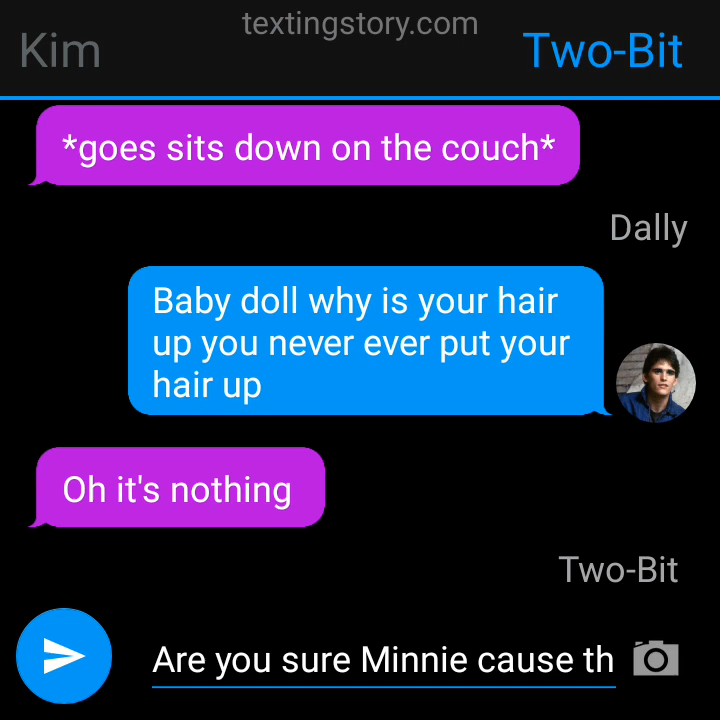 textingstory.com
Kim
Two-Bit
*goes sits down on the couch*
Dally
Baby doll why is your hair
up you never ever put your
hair up
Oh it's nothing
Two-Bit
Are you sure Minnie cause th